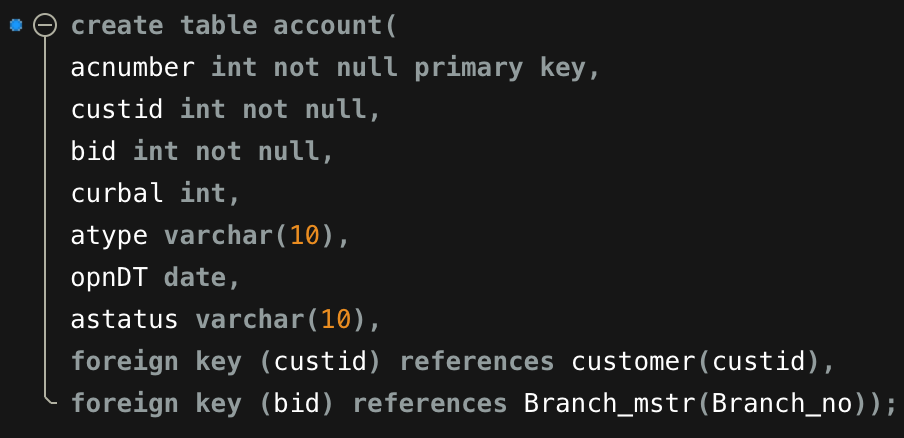 create table account(
acnumber int not null primary key,
custid int not null,
bid int not null,
curbal int,
atype varchar(10),
opnDT date,
astatus varchar(10),
foreign key (custid) references customer(custid),
foreign key (bid) references Branch_mstr(Branch_no));